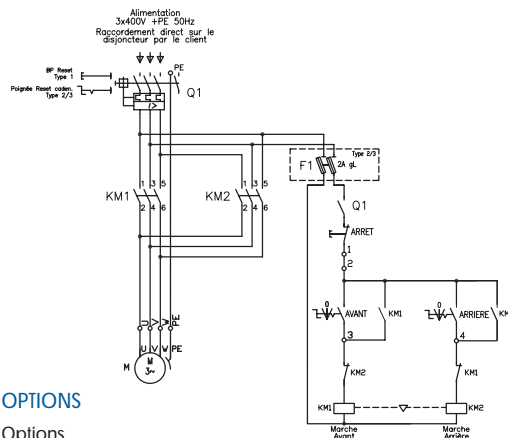 Alimentation
3x400V +PE 50Hz
Raccordement direct sur le
disjoncteur par le client
PE
BP Reset
Type 1
Poignée Reset caden.
Type 2/3
Q1
I>
Type 2/3
F1
2A gL
1 3 5
KM1
2 4 6
1 3 5
KM2
2 4 6
Q1
ARRET
1
2
0
AVANT
KM1
0
ARRIERE
KM
3
4
U V W PE
U V W PE
M
M
3~
KM2
KM1
KM1
KM2
Marche
Avant
Marche
Arrière
OPTIONS
Options